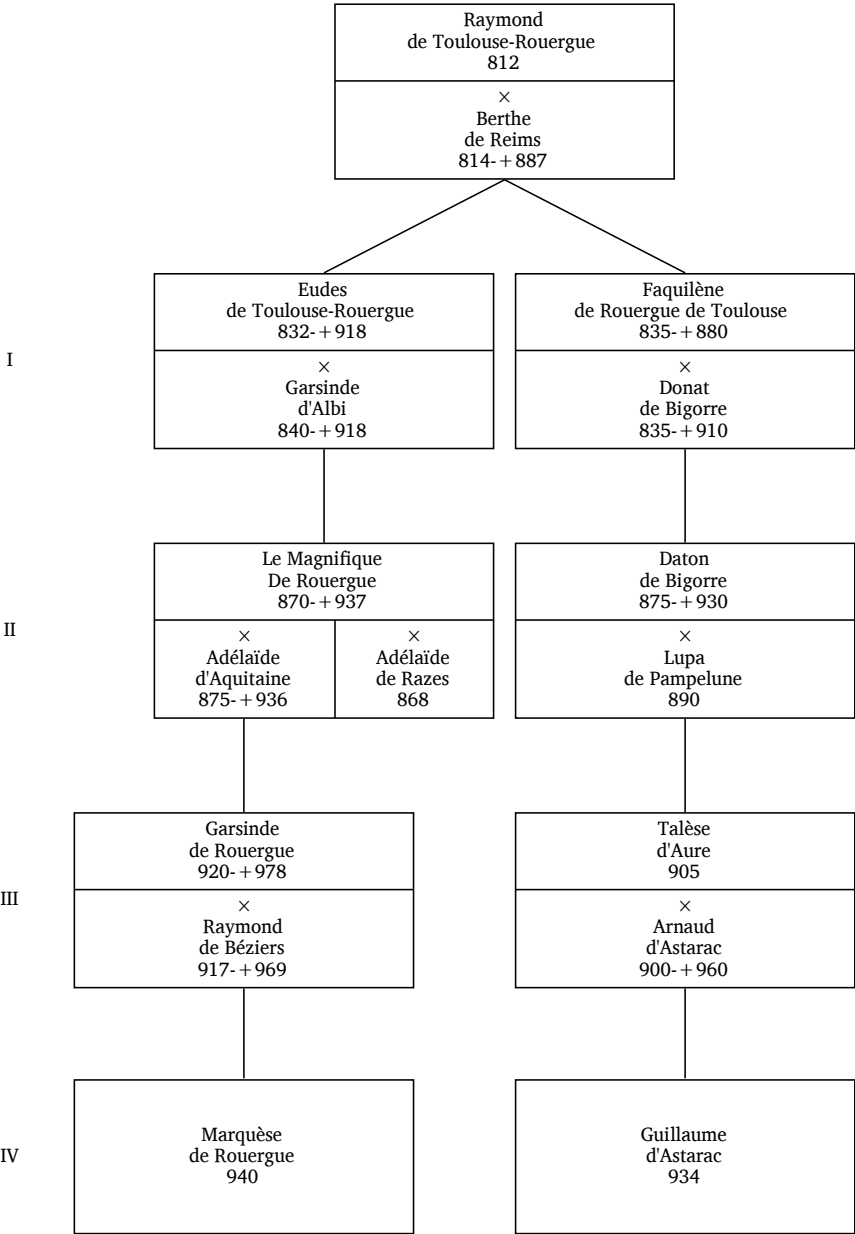 Raymond
de Toulouse-Rouergue
812
×
Berthe
de Reims
814-+887
I
Eudes
de Toulouse-Rouergue
832-+918
×
Garsinde
d'Albi
840-+918
Faquilène
de Rouergue de Toulouse
835-+880
×
Donat
de Bigorre
835-+910
II
Le Magnifique
De Rouergue
870-+937
×
Adélaïde
d'Aquitaine
875-+936
×
Adélaïde
de Razes
868
Daton
de Bigorre
875-+930
×
Lupa
de Pampelune
890
III
Garsinde
de Rouergue
920-+978
×
Raymond
de Béziers
917-+969
Talèse
d'Aure
905
×
Arnaud
d'Astarac
900-+960
IV
Marquèse
de Rouergue
940
Guillaume
d'Astarac
934